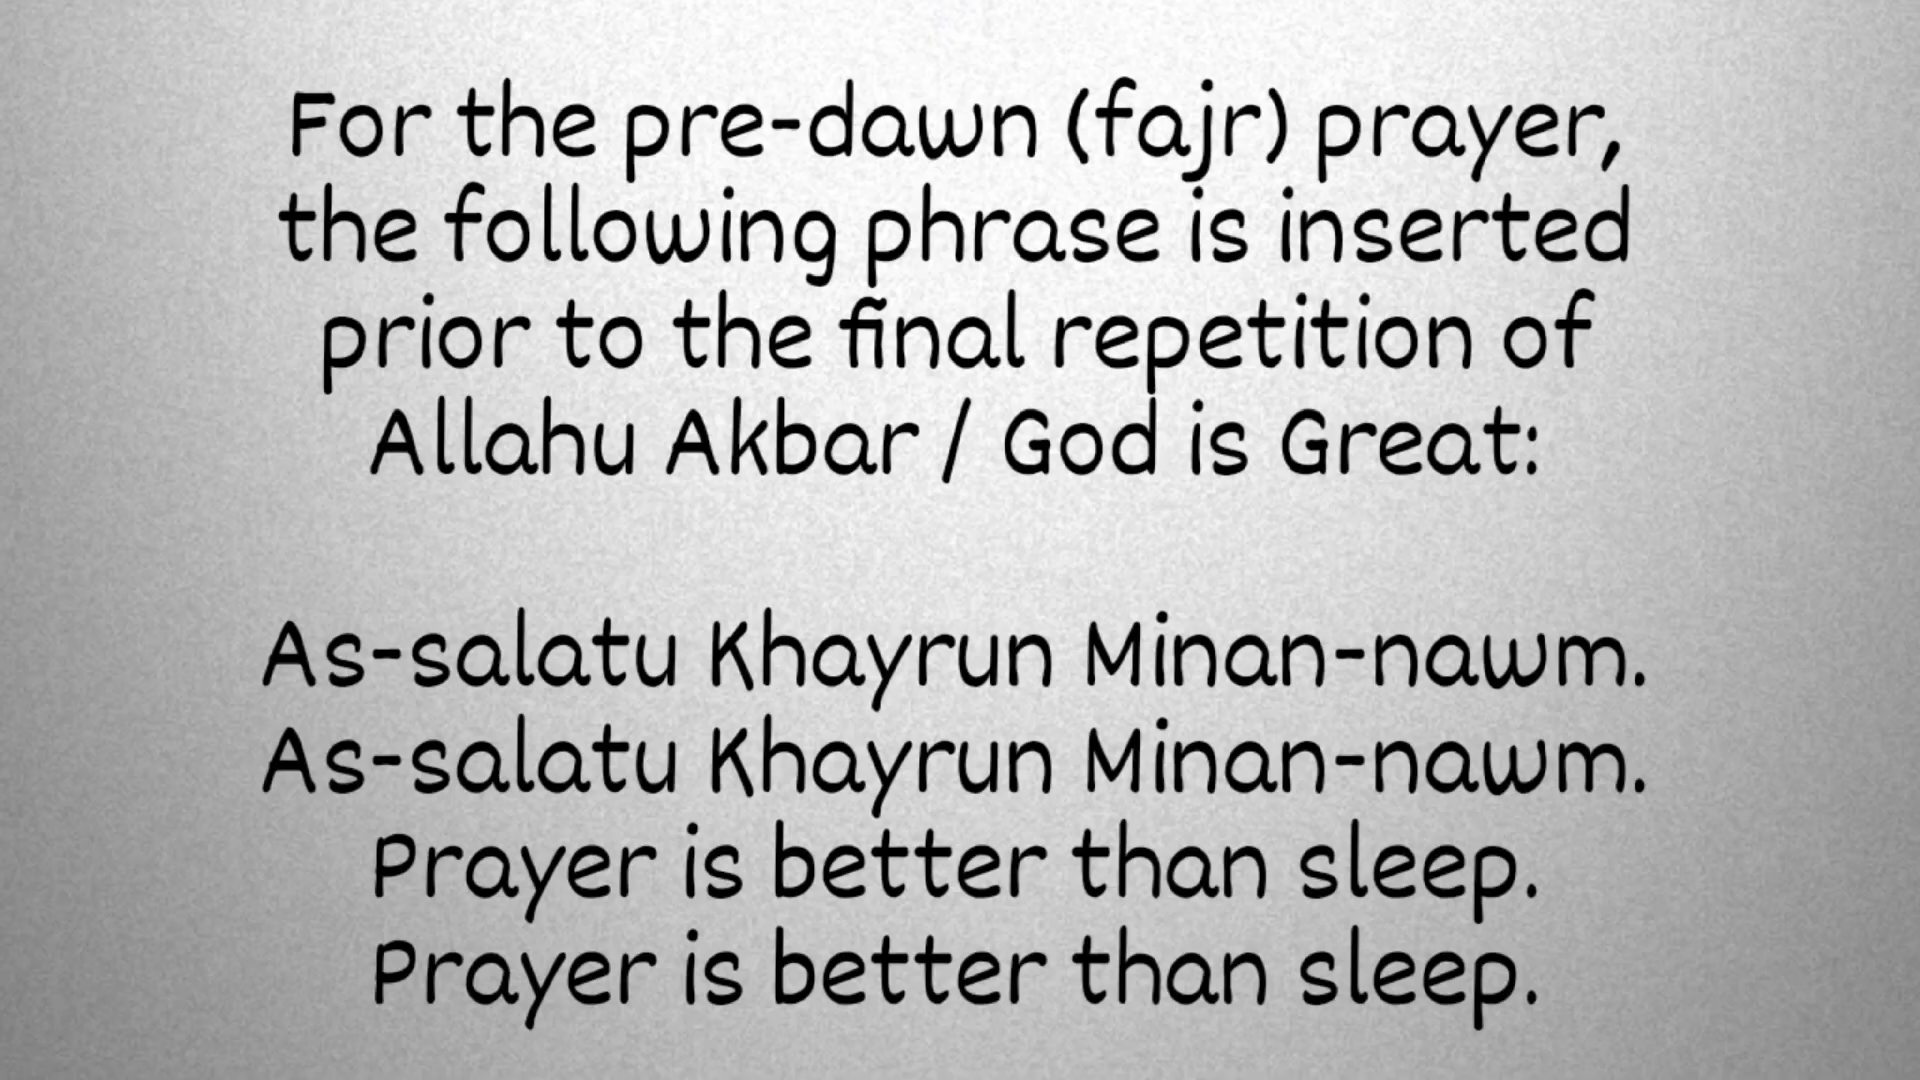 For the pre-dawn (fajr) prayer,
the following phrase is inserted
prior to the final repetition of
Allahu Akbar / God is Great:
As-salatu Khayrun Minan-nawm.
As-salatu Khayrun Minan-nawm.
Prayer is better than sleep.
Prayer is better than sleep.